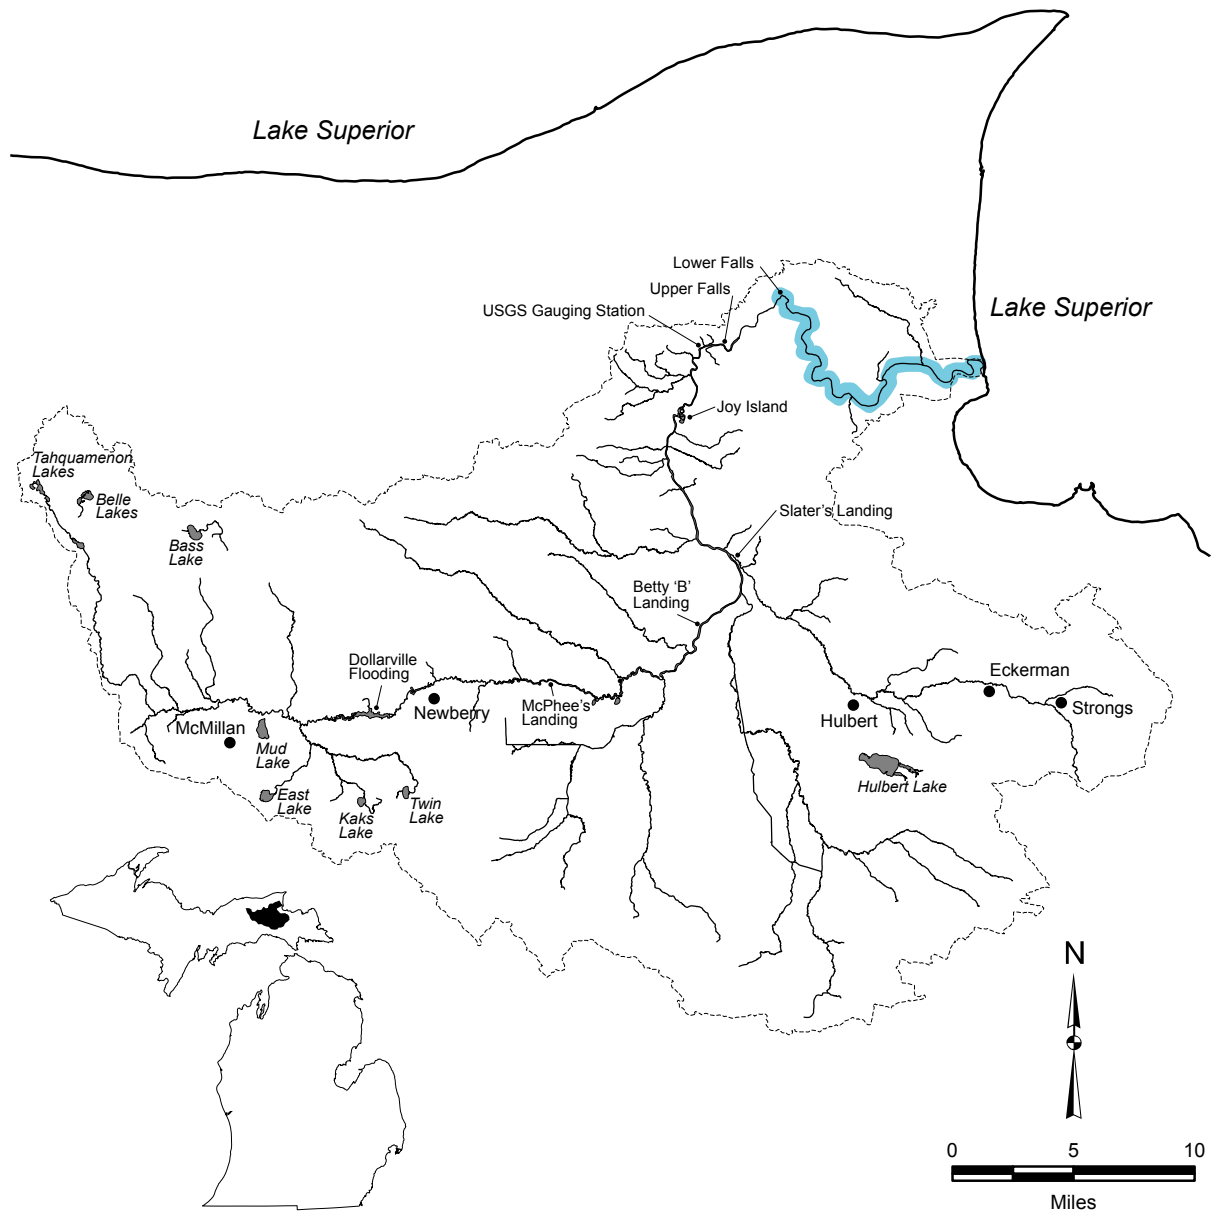 Lake Superior
Lower Falls
Upper Falls
USGS Gauging Station
Lake Superior
Joy Island
Tahquamenon
Lakes
Belle
Lakes
Bass
Lake
Slater's Landing
Betty ‘B’
Landing
Dollarville
Flooding
Eckerman
McPhee's
Landing
Newberry
Hulbert
Strongs
McMillan
Mud
Lake
Hulbert Lake
East
Lake
Kaks
Lake
Twin
Lake
N
0 5 10
Miles